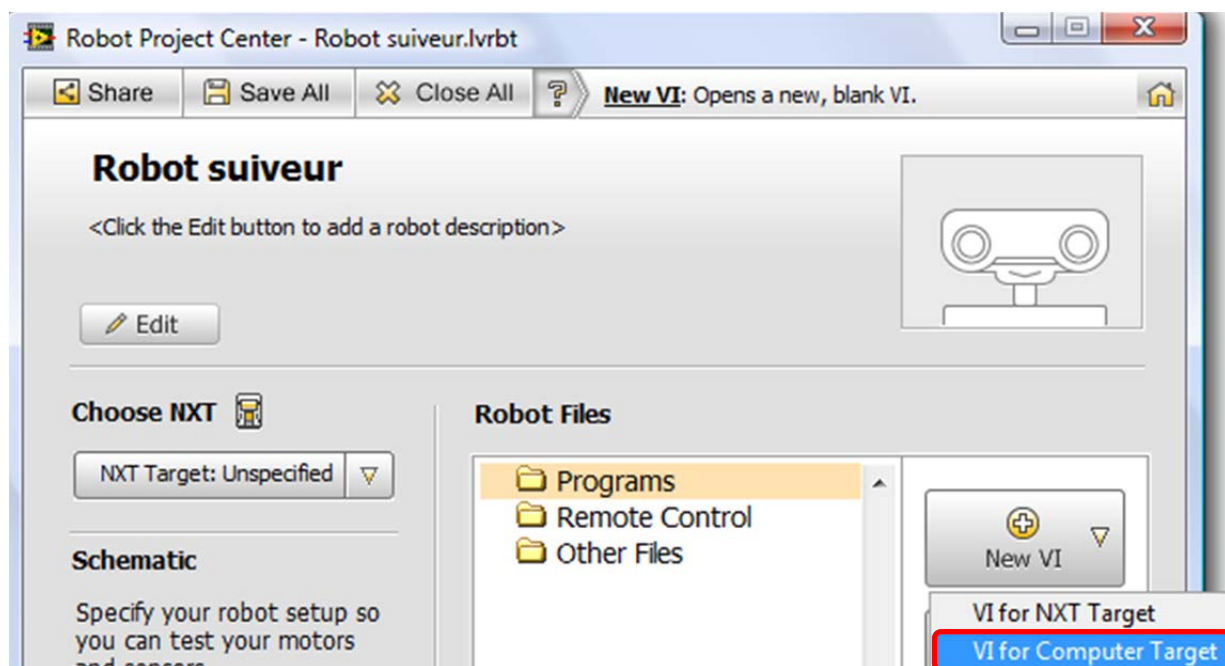 Robot Project Center - Robot suiveur.lvrbt
Share
Save All
Close All
?
New VI: Opens a new, blank VI.
Robot suiveur
<Click the Edit button to add a robot description>
Edit
Choose NXT
NXT Target: Unspecified
Schematic
Specify your robot setup so
you can test your motors
and sensors
Robot Files
Programs
Remote Control
Other Files
New VI
VI for NXT Target
VI for Computer Target